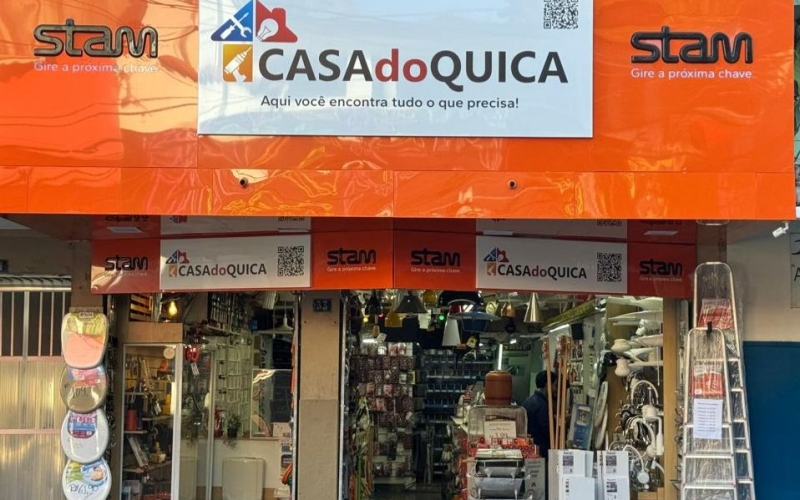 stam
Gire a próxima chave.
CASAdoQUICA
Aqui você encontra tudo o que precisa!
stam
Gire a próxima chave.
stam
CASAdoQUICA
stam
Gire a próxima chave.
stam
Gire a próxima chave.
CASAdoQUICA
stam